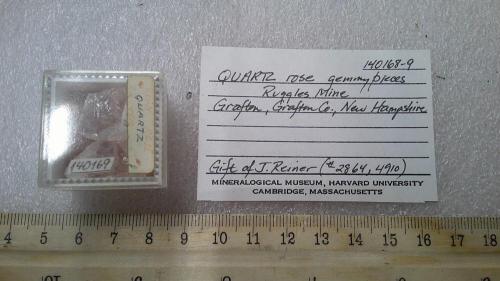 QUARTZ
140169
140168-9
QUARTZ rose gemmy pieces
Ruggles Mine
Grafton, Grafton Co., New Hampshire
Gift of J. Reiner (# 2864, 4910)
MINERALOGICAL MUSEUM, HARVARD UNIVERSITY
CAMBRIDGE, MASSACHUSETTS
4 5 6 7 8 9 10 11 12 13 14 15 16 17 18